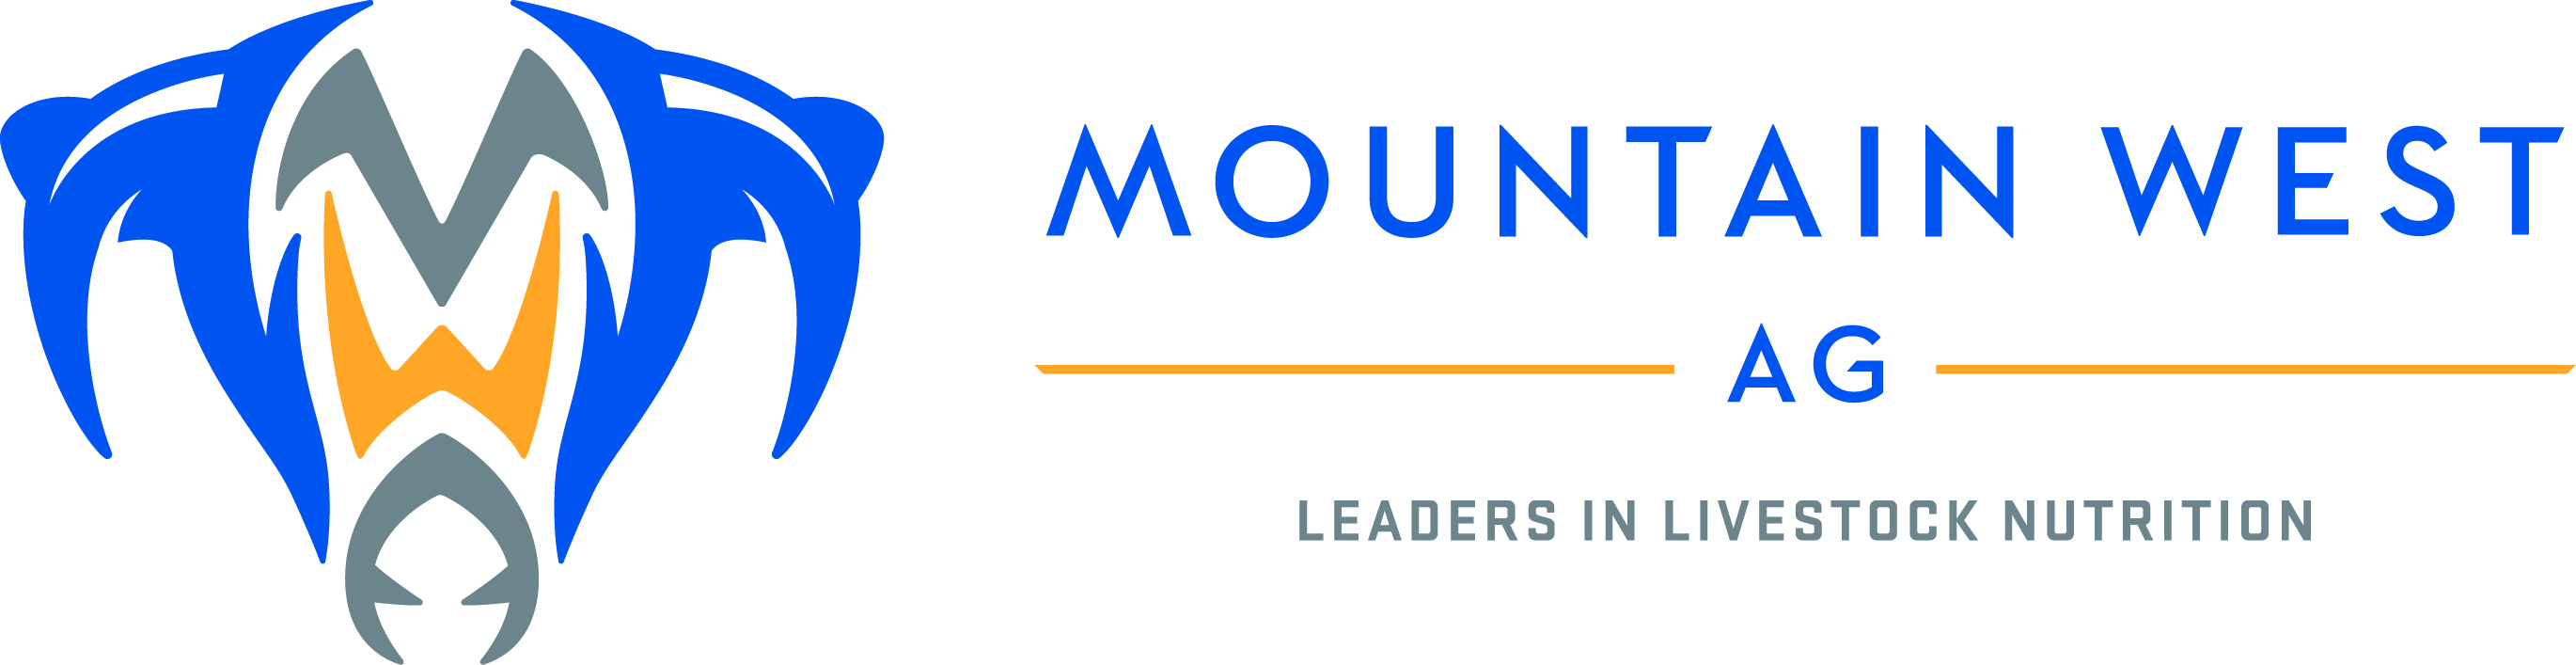 MOUNTAIN WEST
AG
LEADERS IN LIVESTOCK NUTRITION